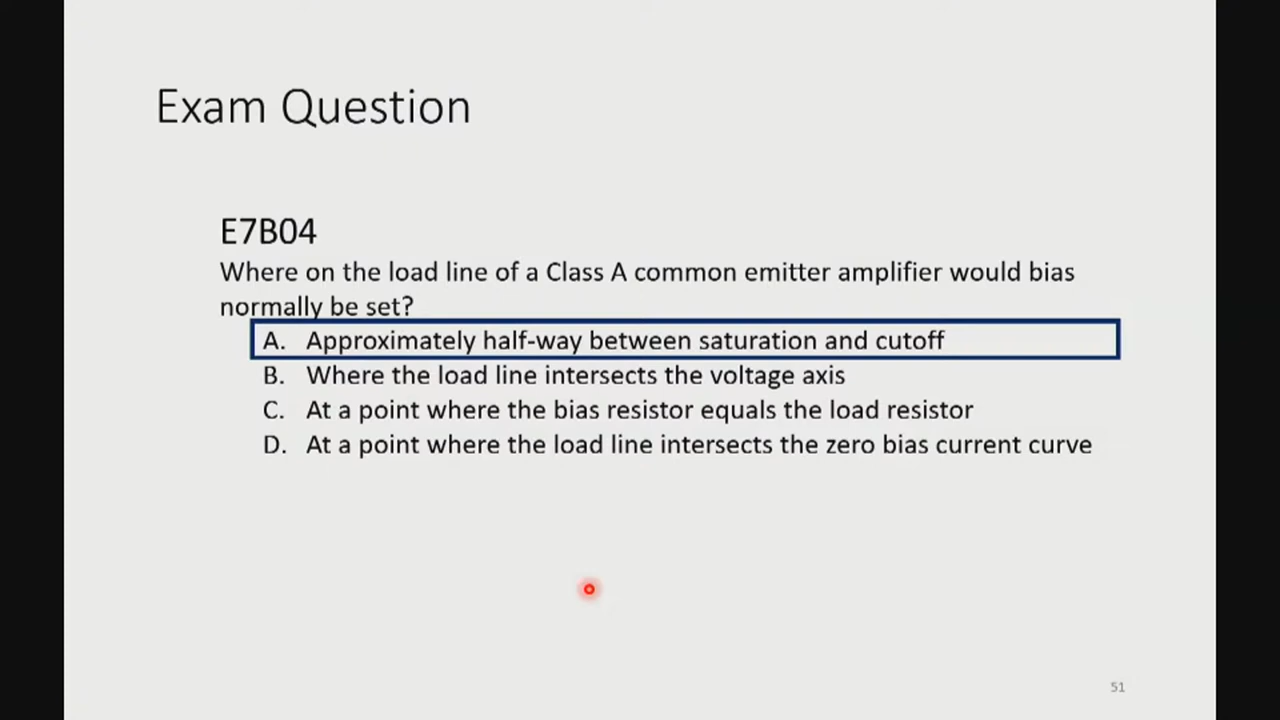 Exam Question
E7B04
Where on the load line of a Class A common emitter amplifier would bias
normally be set?
A. Approximately half-way between saturation and cutoff
B. Where the load line intersects the voltage axis
C. At a point where the bias resistor equals the load resistor
D. At a point where the load line intersects the zero bias current curve
51